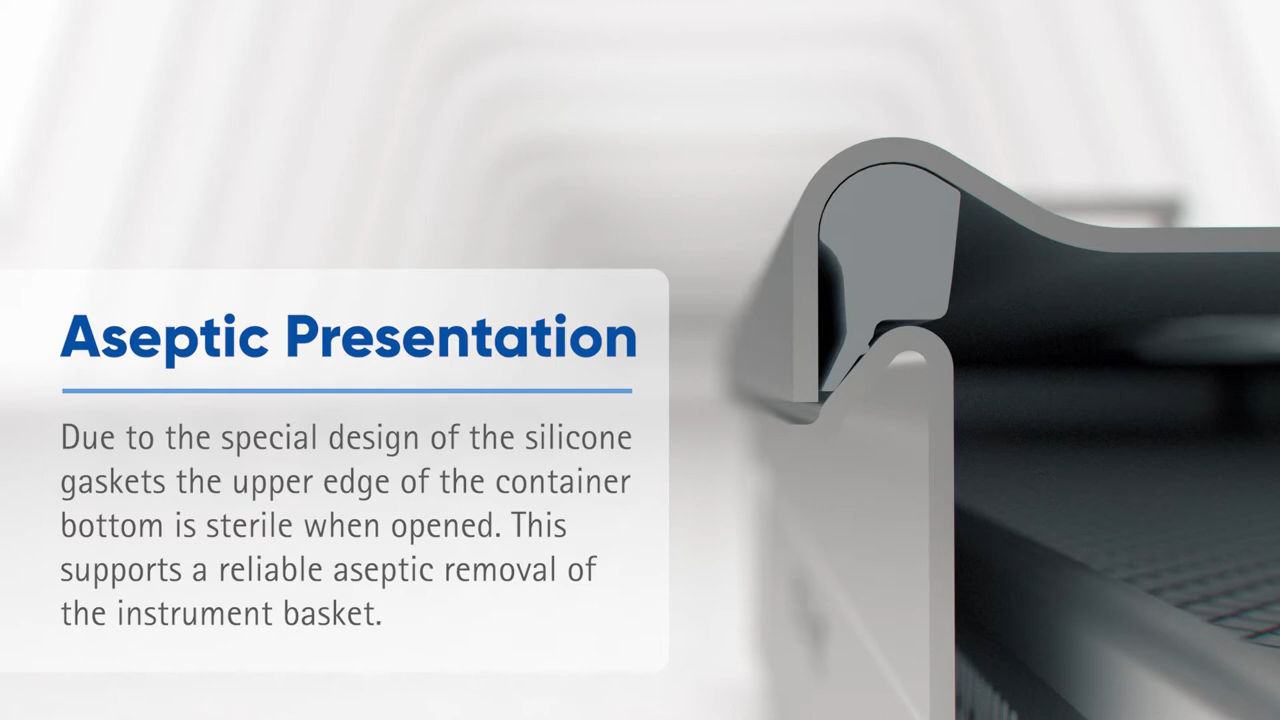 Aseptic Presentation
Due to the special design of the silicone
gaskets the upper edge of the container
bottom is sterile when opened. This
supports a reliable aseptic removal of
the instrument basket.